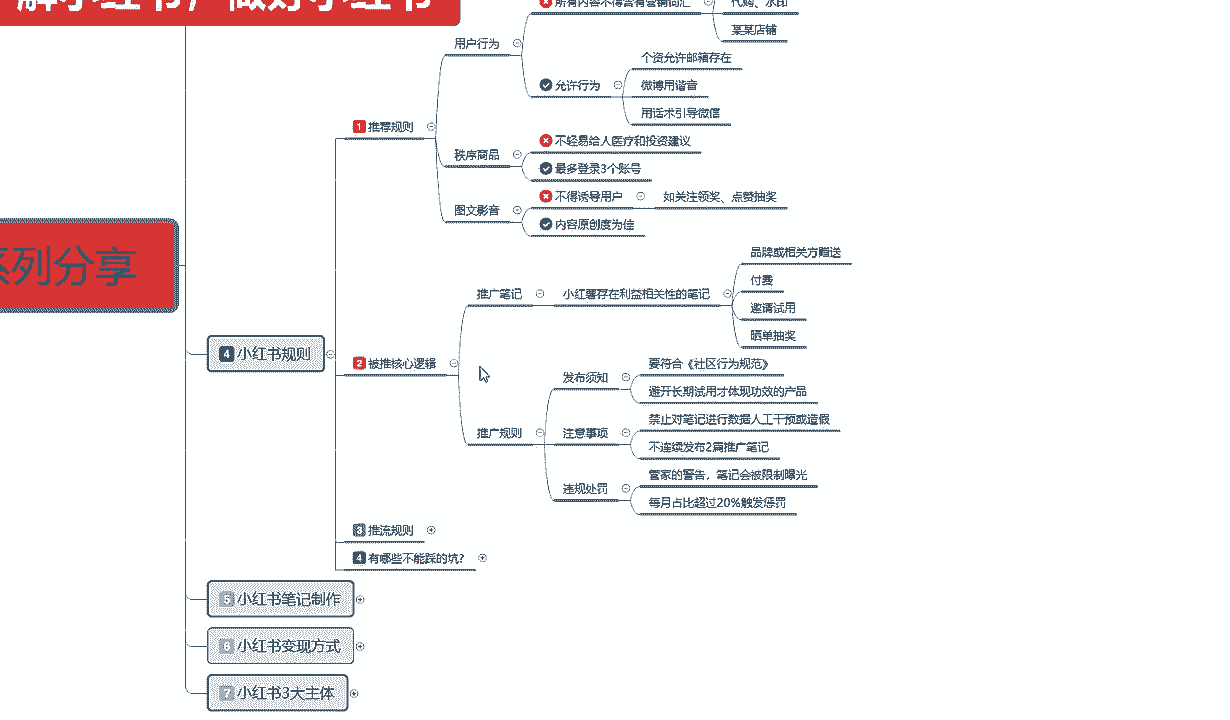 解小红书，做好小红书
所有内容不得含有营销词汇
代购、水印
某某店铺
用户行为
允许行为
个资允许邮箱存在
微博用谐音
用话术引导微信
1 推荐规则
秩序商品
不轻易给人医疗和投资建议
最多登录3个账号
图文影音
不得诱导用户
如关注领奖、点赞抽奖
内容原创度为佳
系列分享
4 小红书规则
2 被推核心逻辑
推广笔记
小红薯存在利益相关性的笔记
品牌或相关方赠送
付费
邀请试用
晒单抽奖
推广规则
发布须知
要符合《社区行为规范》
避开长期试用才体现功效的产品
注意事项
禁止对笔记进行数据人工干预或造假
不连续发布2篇推广笔记
违规处罚
管家的警告，笔记会被限制曝光
每月占比超过20%触发惩罚
3 推流规则
4 有哪些不能踩的坑?
5 小红书笔记制作
6 小红书变现方式
7 小红书3大主体